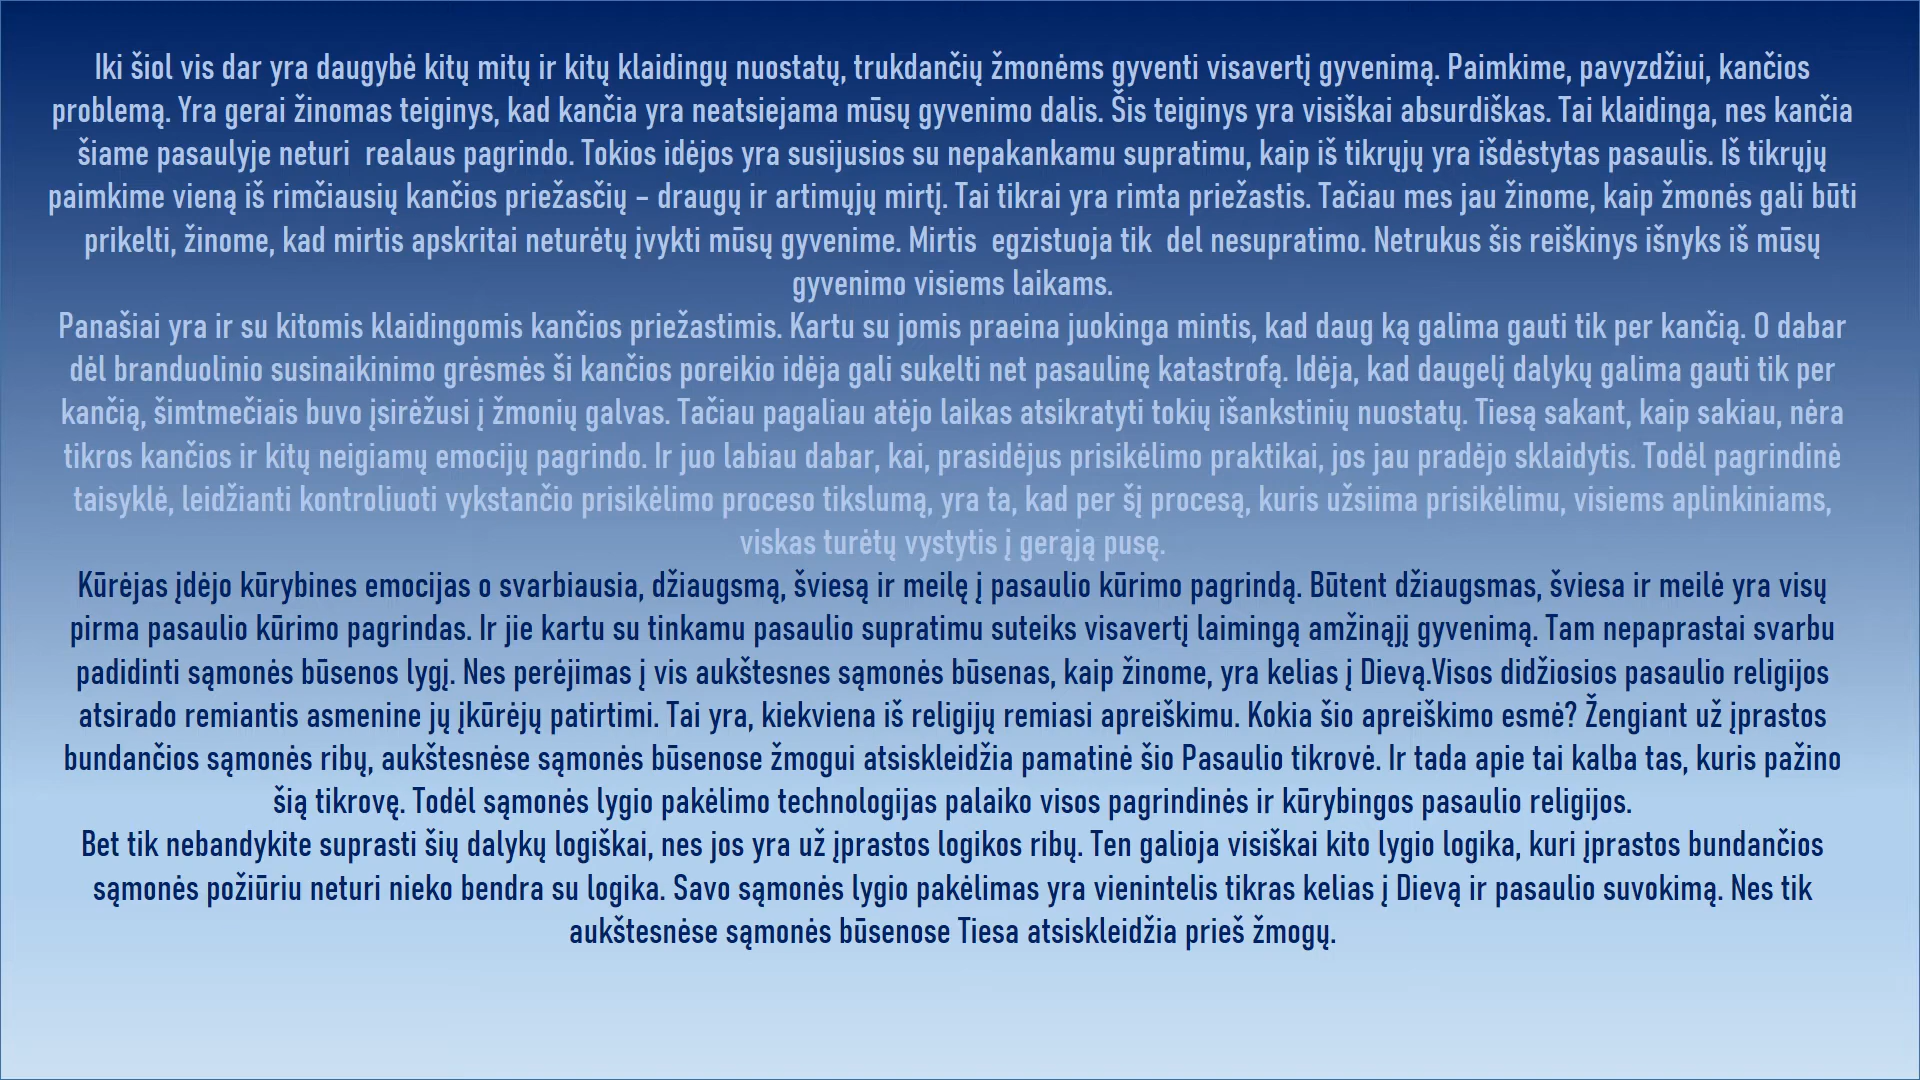 Iki šiol vis dar yra daugybė kitų mitų ir kitų klaidingų nuostatų, trukdančių žmonėms gyventi visavertį gyvenimą. Paimkime, pavyzdžiui, kančios
problemą. Yra gerai žinomas teiginys, kad kančia yra neatsiejama mūsų gyvenimo dalis. Šis teiginys yra visiškai absurdiškas. Tai klaidinga, nes kančia
šiame pasaulyje neturi  realaus pagrindo. Tokios idėjos yra susijusios su nepakankamu supratimu, kaip iš tikrųjų yra išdėstytas pasaulis. Iš tikrųjų
paimkime vieną iš rimčiausių kančios priežasčių – draugų ir artimųjų mirtį. Tai tikrai yra rimta priežastis. Tačiau mes jau žinome, kaip žmonės gali būti
prikelti, žinome, kad mirtis apskritai neturėtų įvykti mūsų gyvenime. Mirtis  egzistuoja tik  del nesupratimo. Netrukus šis reiškinys išnyks iš mūsų
gyvenimo visiems laikams.
Panašiai yra ir su kitomis klaidingomis kančios priežastimis. Kartu su jomis praeina juokinga mintis, kad daug ką galima gauti tik per kančią. O dabar
dėl branduolinio susinaikinimo grėsmės ši kančios poreikio idėja gali sukelti net pasaulinę katastrofą. Idėja, kad daugelį dalykų galima gauti tik per
kančią, šimtmečiais buvo įsirėžusi į žmonių galvas. Tačiau pagaliau atėjo laikas atsikratyti tokių išankstinių nuostatų. Tiesą sakant, kaip sakiau, nėra
tikros kančios ir kitų neigiamų emocijų pagrindo. Ir juo labiau dabar, kai, prasidėjus prisikėlimo praktikai, jos jau pradėjo sklaidytis. Todėl pagrindinė
taisyklė, leidžianti kontroliuoti vykstančio prisikėlimo proceso tikslumą, yra ta, kad per šį procesą, kuris užsiima prisikėlimu, visiems aplinkiniams,
viskas turėtų vystytis į gerąją pusę.
Kūrėjas įdėjo kūrybines emocijas o svarbiausia, džiaugsmą, šviesą ir meilę į pasaulio kūrimo pagrindą. Būtent džiaugsmas, šviesa ir meilė yra visų
pirma pasaulio kūrimo pagrindas. Ir jie kartu su tinkamu pasaulio supratimu suteiks visavertį laimingą amžinąjį gyvenimą. Tam nepaprastai svarbu
padidinti sąmonės būsenos lygį. Nes perėjimas į vis aukštesnes sąmonės būsenas, kaip žinome, yra kelias į Dievą.Visos didžiosios pasaulio religijos
atsirado remiantis asmenine jų įkūrėjų patirtimi. Tai yra, kiekviena iš religijų remiasi apreiškimu. Kokia šio apreiškimo esmė? Žengiant už įprastos
bundančios sąmonės ribų, aukštesnėse sąmonės būsenose žmogui atsiskleidžia pamatinė šio Pasaulio tikrovė. Ir tada apie tai kalba tas, kuris pažino
šią tikrovę. Todėl sąmonės lygio pakėlimo technologijas palaiko visos pagrindinės ir kūrybingos pasaulio religijos.
Bet tik nebandykite suprasti šių dalykų logiškai, nes jos yra už įprastos logikos ribų. Ten galioja visiškai kito lygio logika, kuri įprastos bundančios
sąmonės požiūriu neturi nieko bendra su logika. Savo sąmonės lygio pakėlimas yra vienintelis tikras kelias į Dievą ir pasaulio suvokimą. Nes tik
aukštesnėse sąmonės būsenose Tiesa atsiskleidžia prieš žmogų.